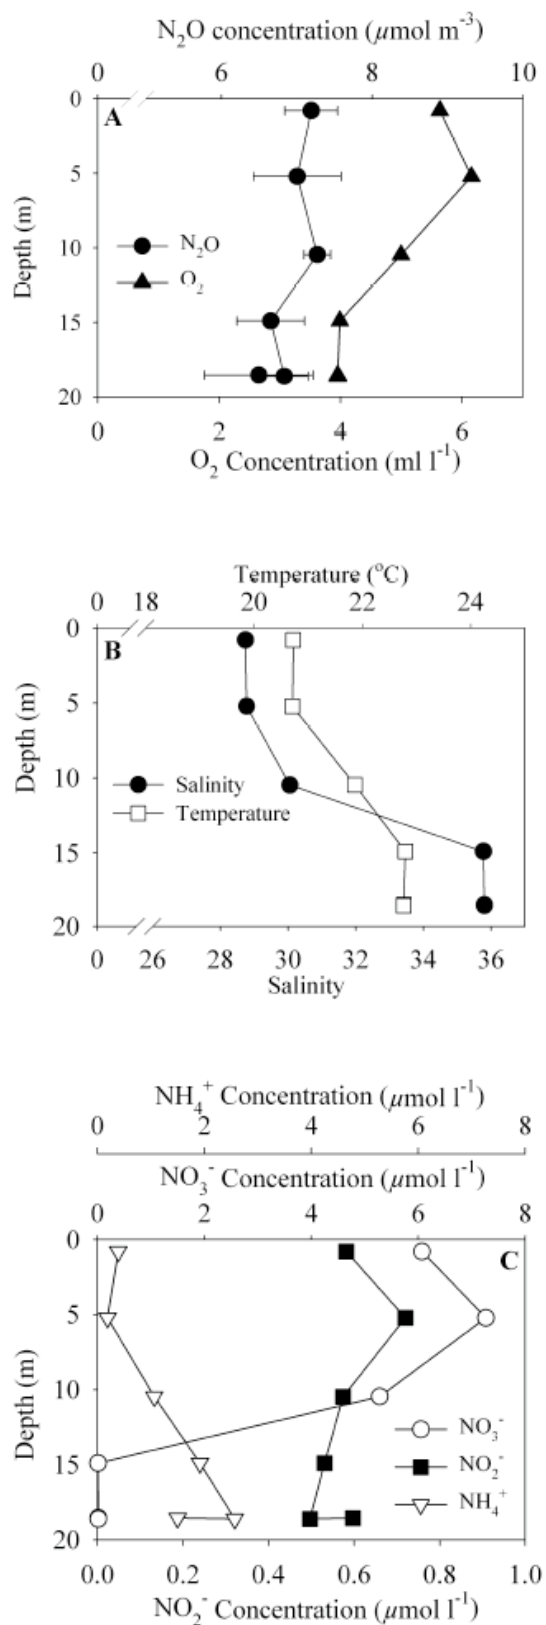 N₂O concentration (µmol m⁻³)
0 6 8 10
A
0
5
10
15
20
Depth (m)
N₂O
O₂
0 2 4 6
O₂ Concentration (ml l⁻¹)
Temperature (°C)
0 18 20 22 24
B
0
5
10
15
20
Depth (m)
Salinity
Temperature
0 26 28 30 32 34 36
Salinity
NH₄⁺ Concentration (µmol l⁻¹)
0 2 4 6 8
NO₃⁻ Concentration (µmol l⁻¹)
0 2 4 6 8
C
0
5
10
15
20
Depth (m)
NO₃⁻
NO₂⁻
NH₄⁺
0.0 0.2 0.4 0.6 0.8 1.0
NO₂⁻ Concentration (µmol l⁻¹)